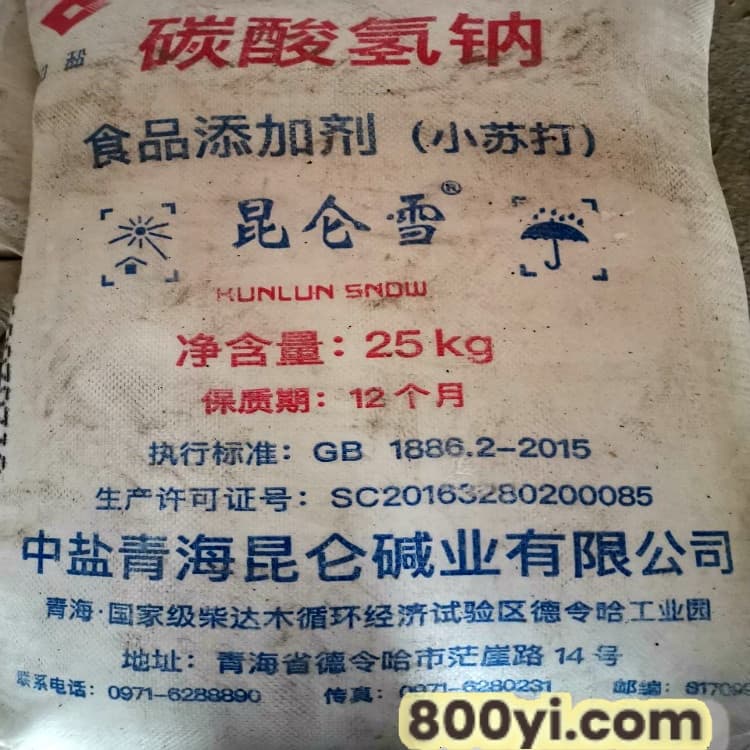 碳酸氢钠
盐
食品添加剂（小苏打）
昆仑雪®
KUNLUN SNOW
净含量：25kg
保质期：12个月
执行标准：GB 1886.2-2015
生产许可证号：SC20163280200085
中盐青海昆仑碱业有限公司
青海·国家级柴达木循环经济试验区德令哈工业园
地址：青海省德令哈市茫崖路14号
联系电话：0971-6288890 传真：0971-6280231 邮编：
800yi.com